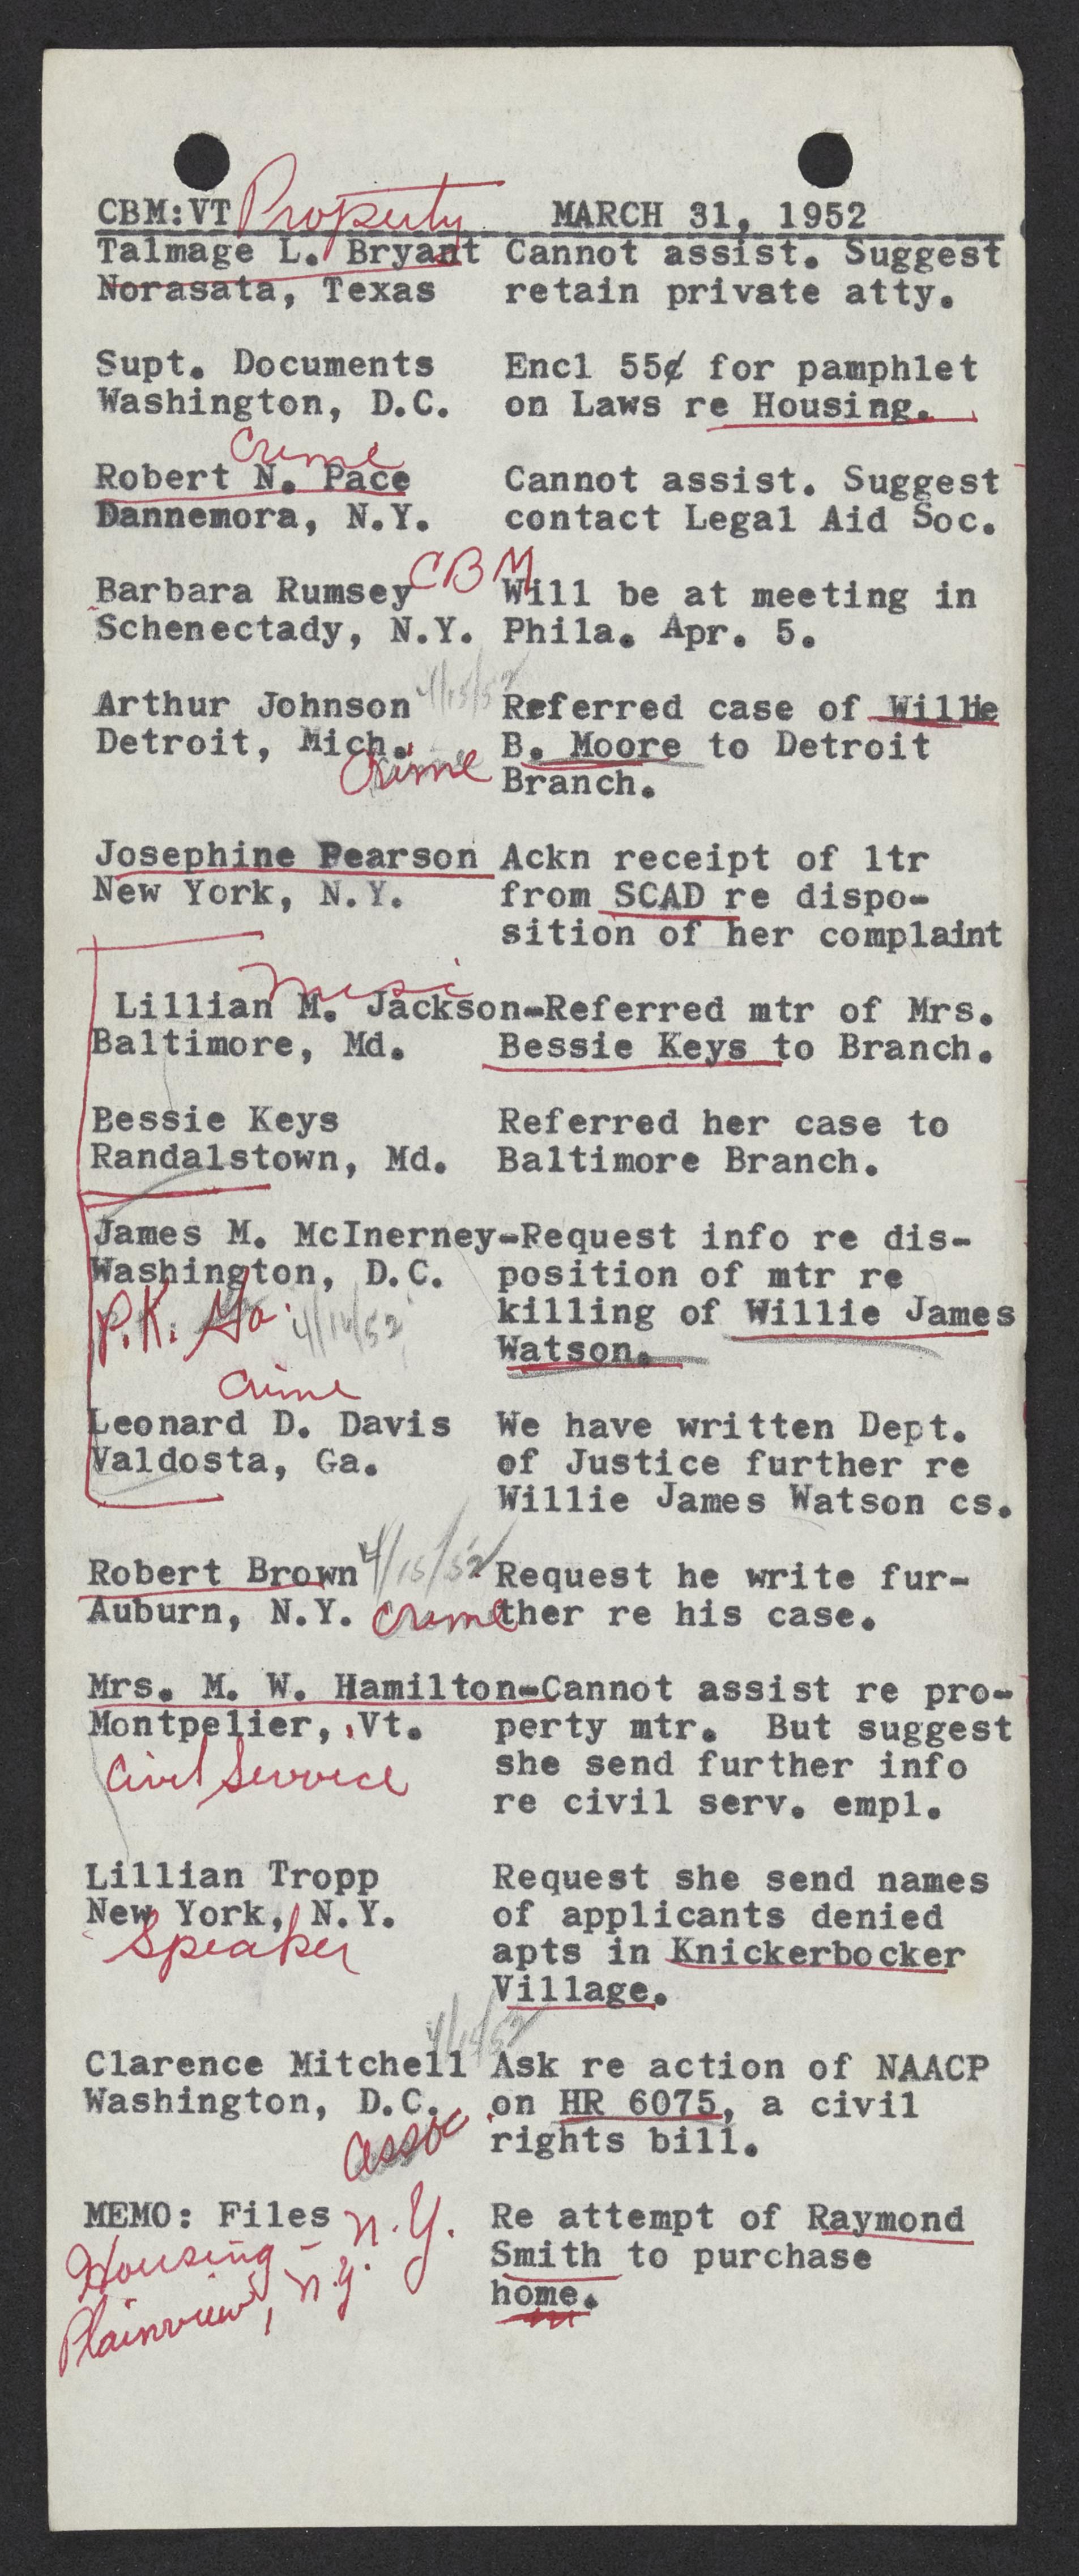 Property
CBM:VT MARCH 31, 1952
Talmage L. Bryant Cannot assist. Suggest
Norasata, Texas retain private atty.
Supt. Documents Encl 55¢ for pamphlet
Washington, D.C. on Laws re Housing.
Crime
Robert N. Pace Cannot assist. Suggest
Dannemora, N.Y. contact Legal Aid Soc.
CBM
Barbara Rumsey Will be at meeting in
Schenectady, N.Y. Phila. Apr. 5.
4/15/52
Arthur Johnson Referred case of Willie
Detroit, Mich. B. Moore to Detroit
Crime Branch.
Josephine Pearson Ackn receipt of ltr
New York, N.Y. from SCAD re dispo-
sition of her complaint
Misc
Lillian M. Jackson-Referred mtr of Mrs.
Baltimore, Md. Bessie Keys to Branch.
Bessie Keys Referred her case to
Randalstown, Md. Baltimore Branch.
James M. McInerney-Request info re dis-
Washington, D.C. position of mtr re
P.K. Ga. killing of Willie James
Watson.
Crime
Leonard D. Davis We have written Dept.
Valdosta, Ga. of Justice further re
Willie James Watson cs.
4/15/52
Robert Brown Request he write fur-
Auburn, N.Y. Crime ther re his case.
Mrs. M. W. Hamilton-Cannot assist re pro-
Montpelier, Vt. perty mtr. But suggest
Civil Service she send further info
re civil serv. empl.
Lillian Tropp Request she send names
New York, N.Y. of applicants denied
Speaker apts in Knickerbocker
Village.
Clarence Mitchell Ask re action of NAACP
Washington, D.C. on HR 6075, a civil
assoc rights bill.
MEMO: Files N.Y. Re attempt of Raymond
Housing - Smith to purchase
Plainview, N.Y. home.